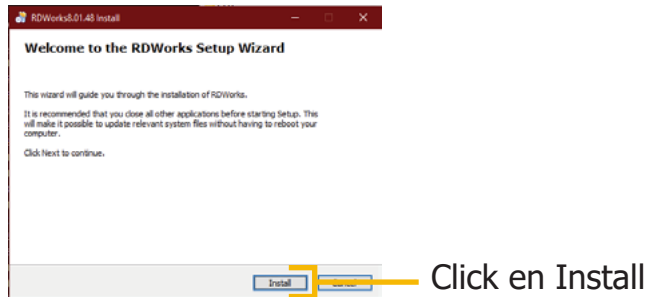 RDWorks8.01.48 Install
Welcome to the RDWorks Setup Wizard
This wizard will guide you through the installation of RDWorks.
It is recommended that you close all other applications before starting Setup. This
will make it possible to update relevant system files without having to reboot your
computer.
Click Next to continue.
Install
Click en Install